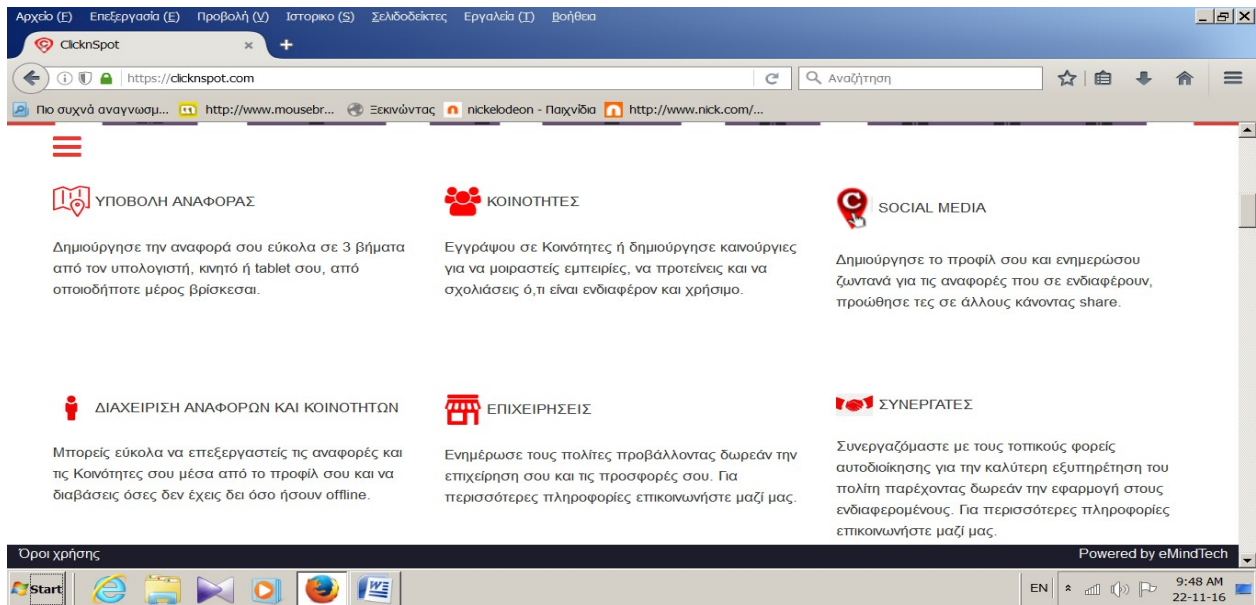 Αρχείο (F) Επεξεργασία (E) Προβολή (V) Ιστορικο (S) Σελιδοδείκτες Εργαλεία (T) Βοήθεια
ClicknSpot
https://clicknspot.com Αναζήτηση
Πιο συχνά αναγνωσμ... http://www.mousebr... Ξεκινώντας nickelodeon - Παιχνίδια http://www.nick.com/...
ΥΠΟΒΟΛΗ ΑΝΑΦΟΡΑΣ
Δημιούργησε την αναφορά σου εύκολα σε 3 βήματα
από τον υπολογιστή, κινητό ή tablet σου, από
οποιοδήποτε μέρος βρίσκεσαι.
ΚΟΙΝΟΤΗΤΕΣ
Εγγράψου σε Κοινότητες ή δημιούργησε καινούργιες
για να μοιραστείς εμπειρίες, να προτείνεις και να
σχολιάσεις ό,τι είναι ενδιαφέρον και χρήσιμο.
SOCIAL MEDIA
Δημιούργησε το προφίλ σου και ενημερώσου
ζωντανά για τις αναφορές που σε ενδιαφέρουν,
προώθησε τες σε άλλους κάνοντας share.
ΔΙΑΧΕΙΡΙΣΗ ΑΝΑΦΟΡΩΝ ΚΑΙ ΚΟΙΝΟΤΗΤΩΝ
Μπορείς εύκολα να επεξεργαστείς τις αναφορές και
τις Κοινότητες σου μέσα από το προφίλ σου και να
διαβάσεις όσες δεν έχεις δει όσο ήσουν offline.
ΕΠΙΧΕΙΡΗΣΕΙΣ
Ενημέρωσε τους πολίτες προβάλλοντας δωρεάν την
επιχείρηση σου και τις προσφορές σου. Για
περισσότερες πληροφορίες επικοινωνήστε μαζί μας.
ΣΥΝΕΡΓΑΤΕΣ
Συνεργαζόμαστε με τους τοπικούς φορείς
αυτοδιοίκησης για την καλύτερη εξυπηρέτηση του
πολίτη παρέχοντας δωρεάν την εφαρμογή στους
ενδιαφερομένους. Για περισσότερες πληροφορίες
επικοινωνήστε μαζί μας.
Όροι χρήσης Powered by eMindTech
Start EN 9:48 AM
22-11-16